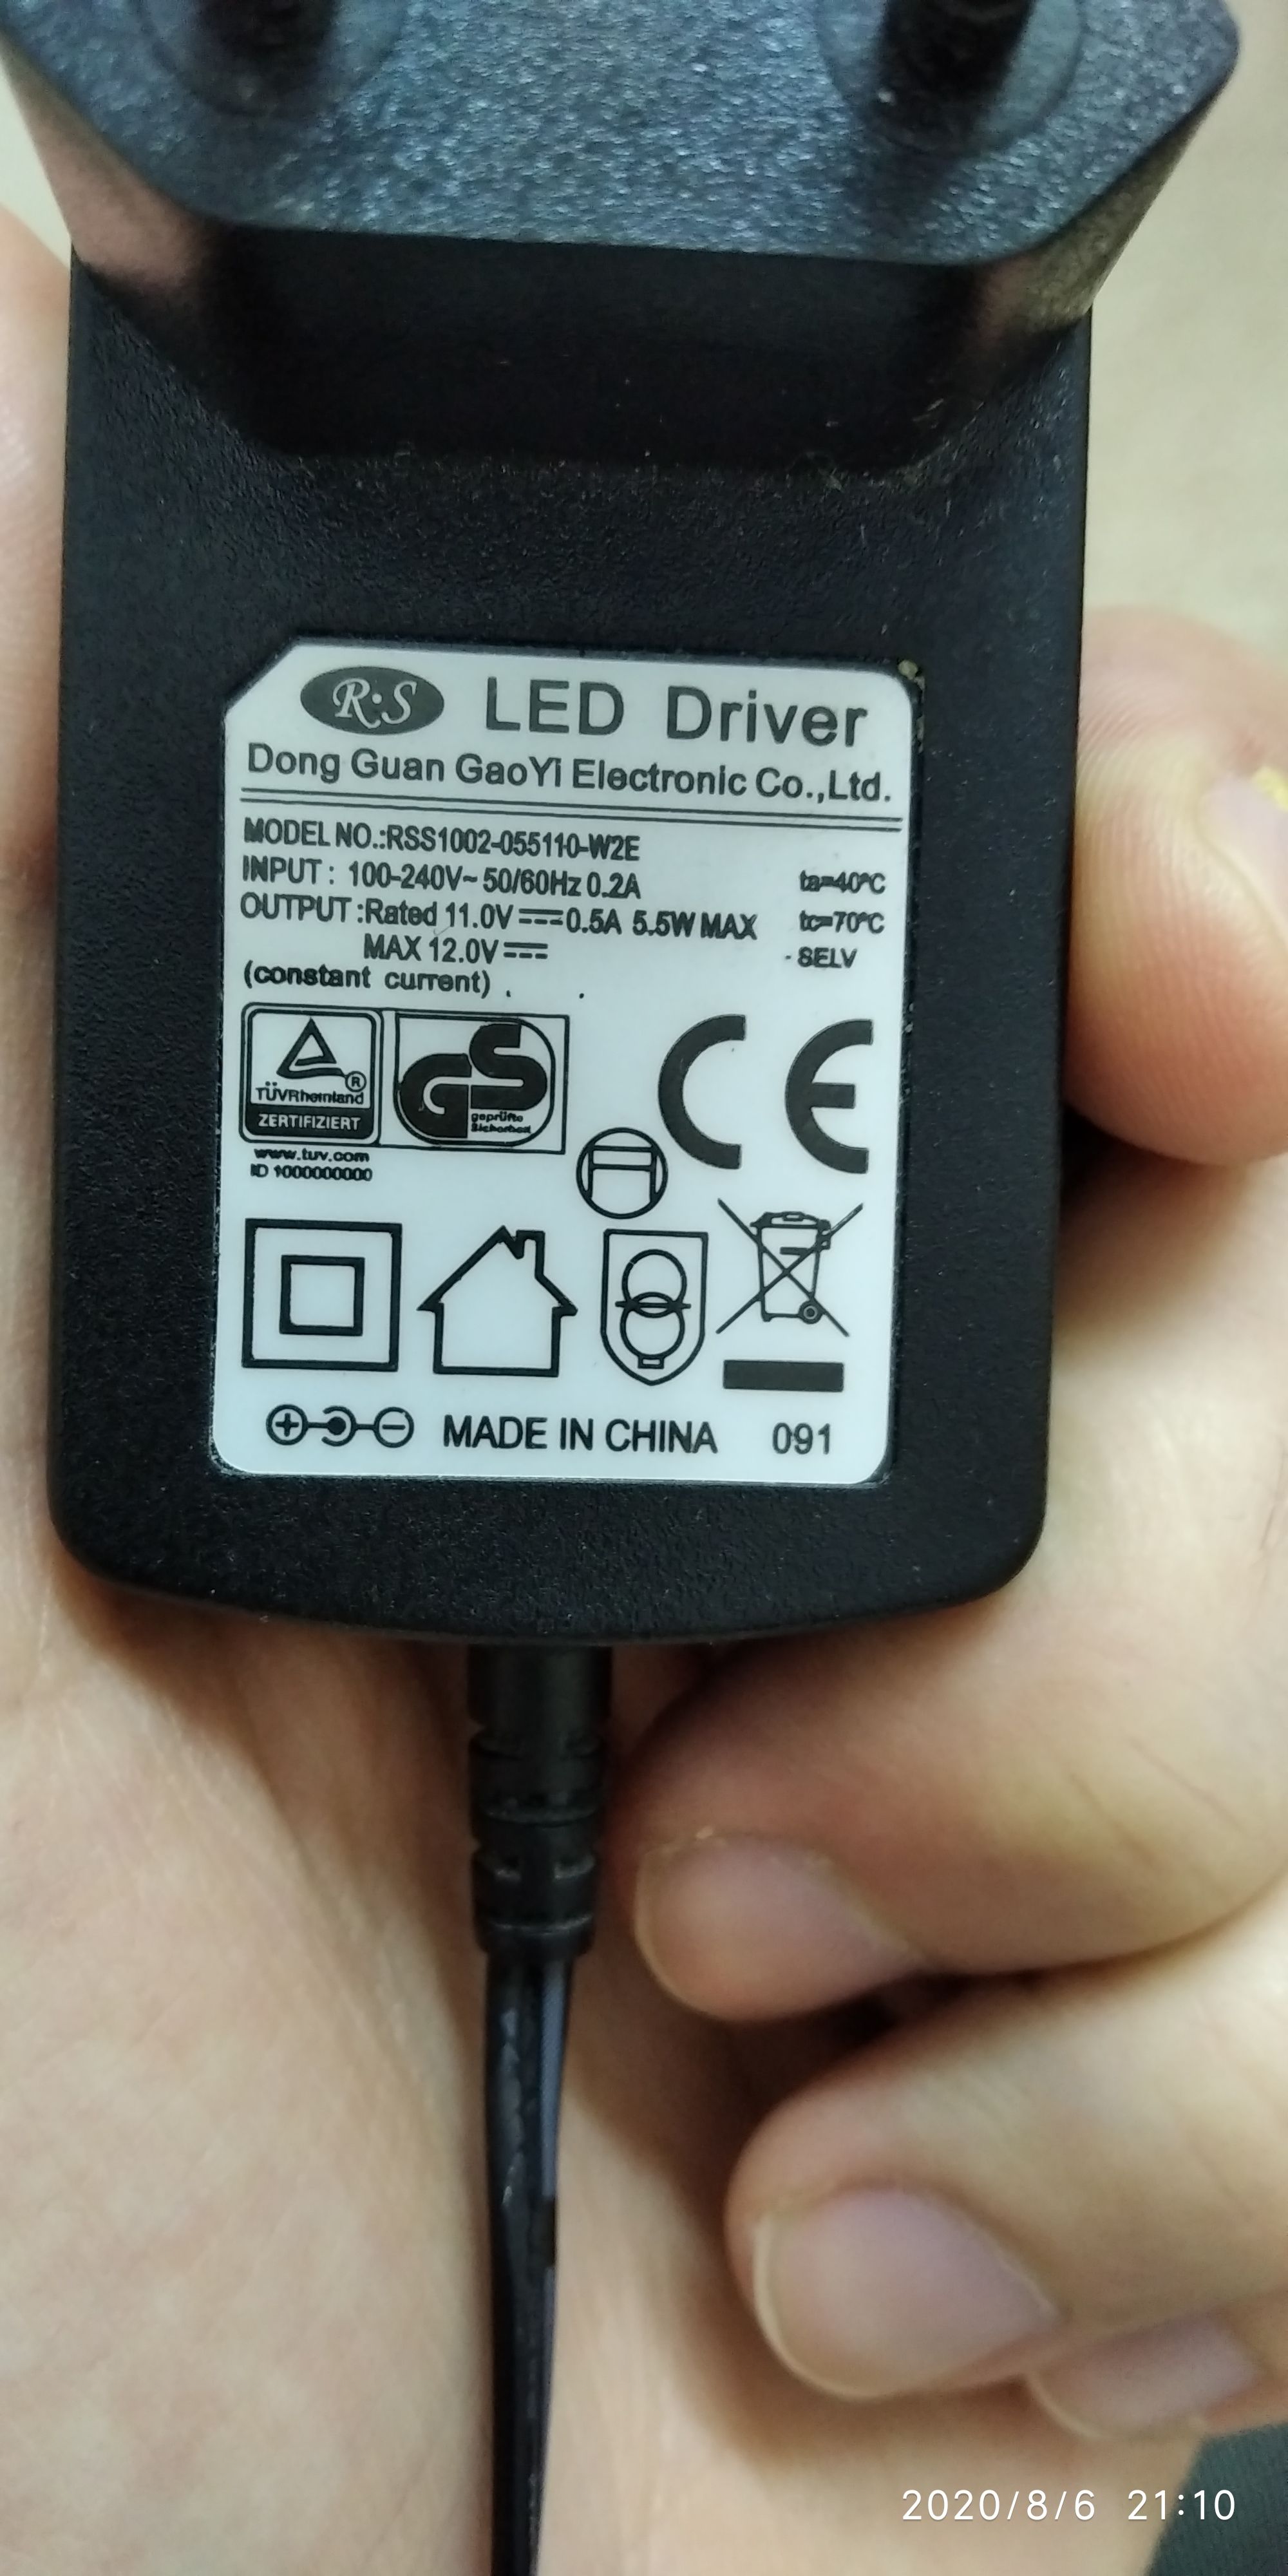 R·S LED Driver
Dong Guan GaoYi Electronic Co.,Ltd.
MODEL NO.:RSS1002-055110-W2E
INPUT : 100-240V~ 50/60Hz 0.2A ta=40°C
OUTPUT :Rated 11.0V⎓0.5A 5.5W MAX tc=70°C
MAX 12.0V⎓ SELV
(constant current)
TÜVRheinland ®
ZERTIFIZIERT
GS
geprüfte
Sicherheit
CE
www.tuv.com
ID 1000000000
MADE IN CHINA 091
2020/8/6 21:10